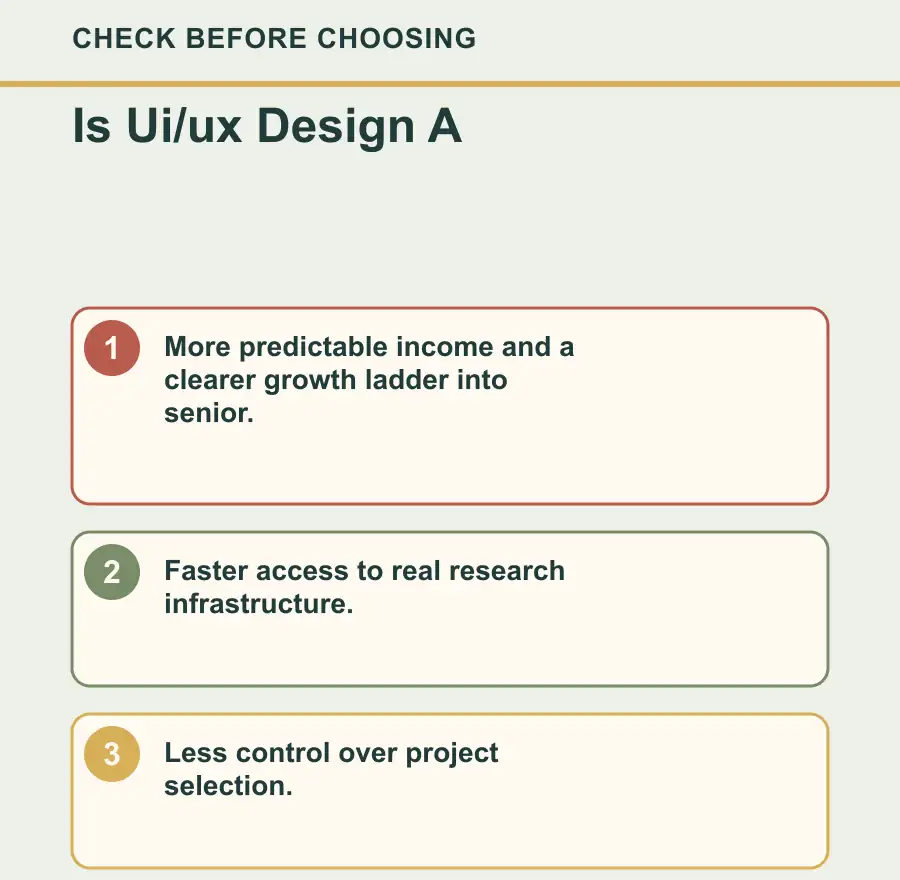 CHECK BEFORE CHOOSING
Is Ui/ux Design A
1
More predictable income and a
clearer growth ladder into
senior.
2
Faster access to real research
infrastructure.
3
Less control over project
selection.